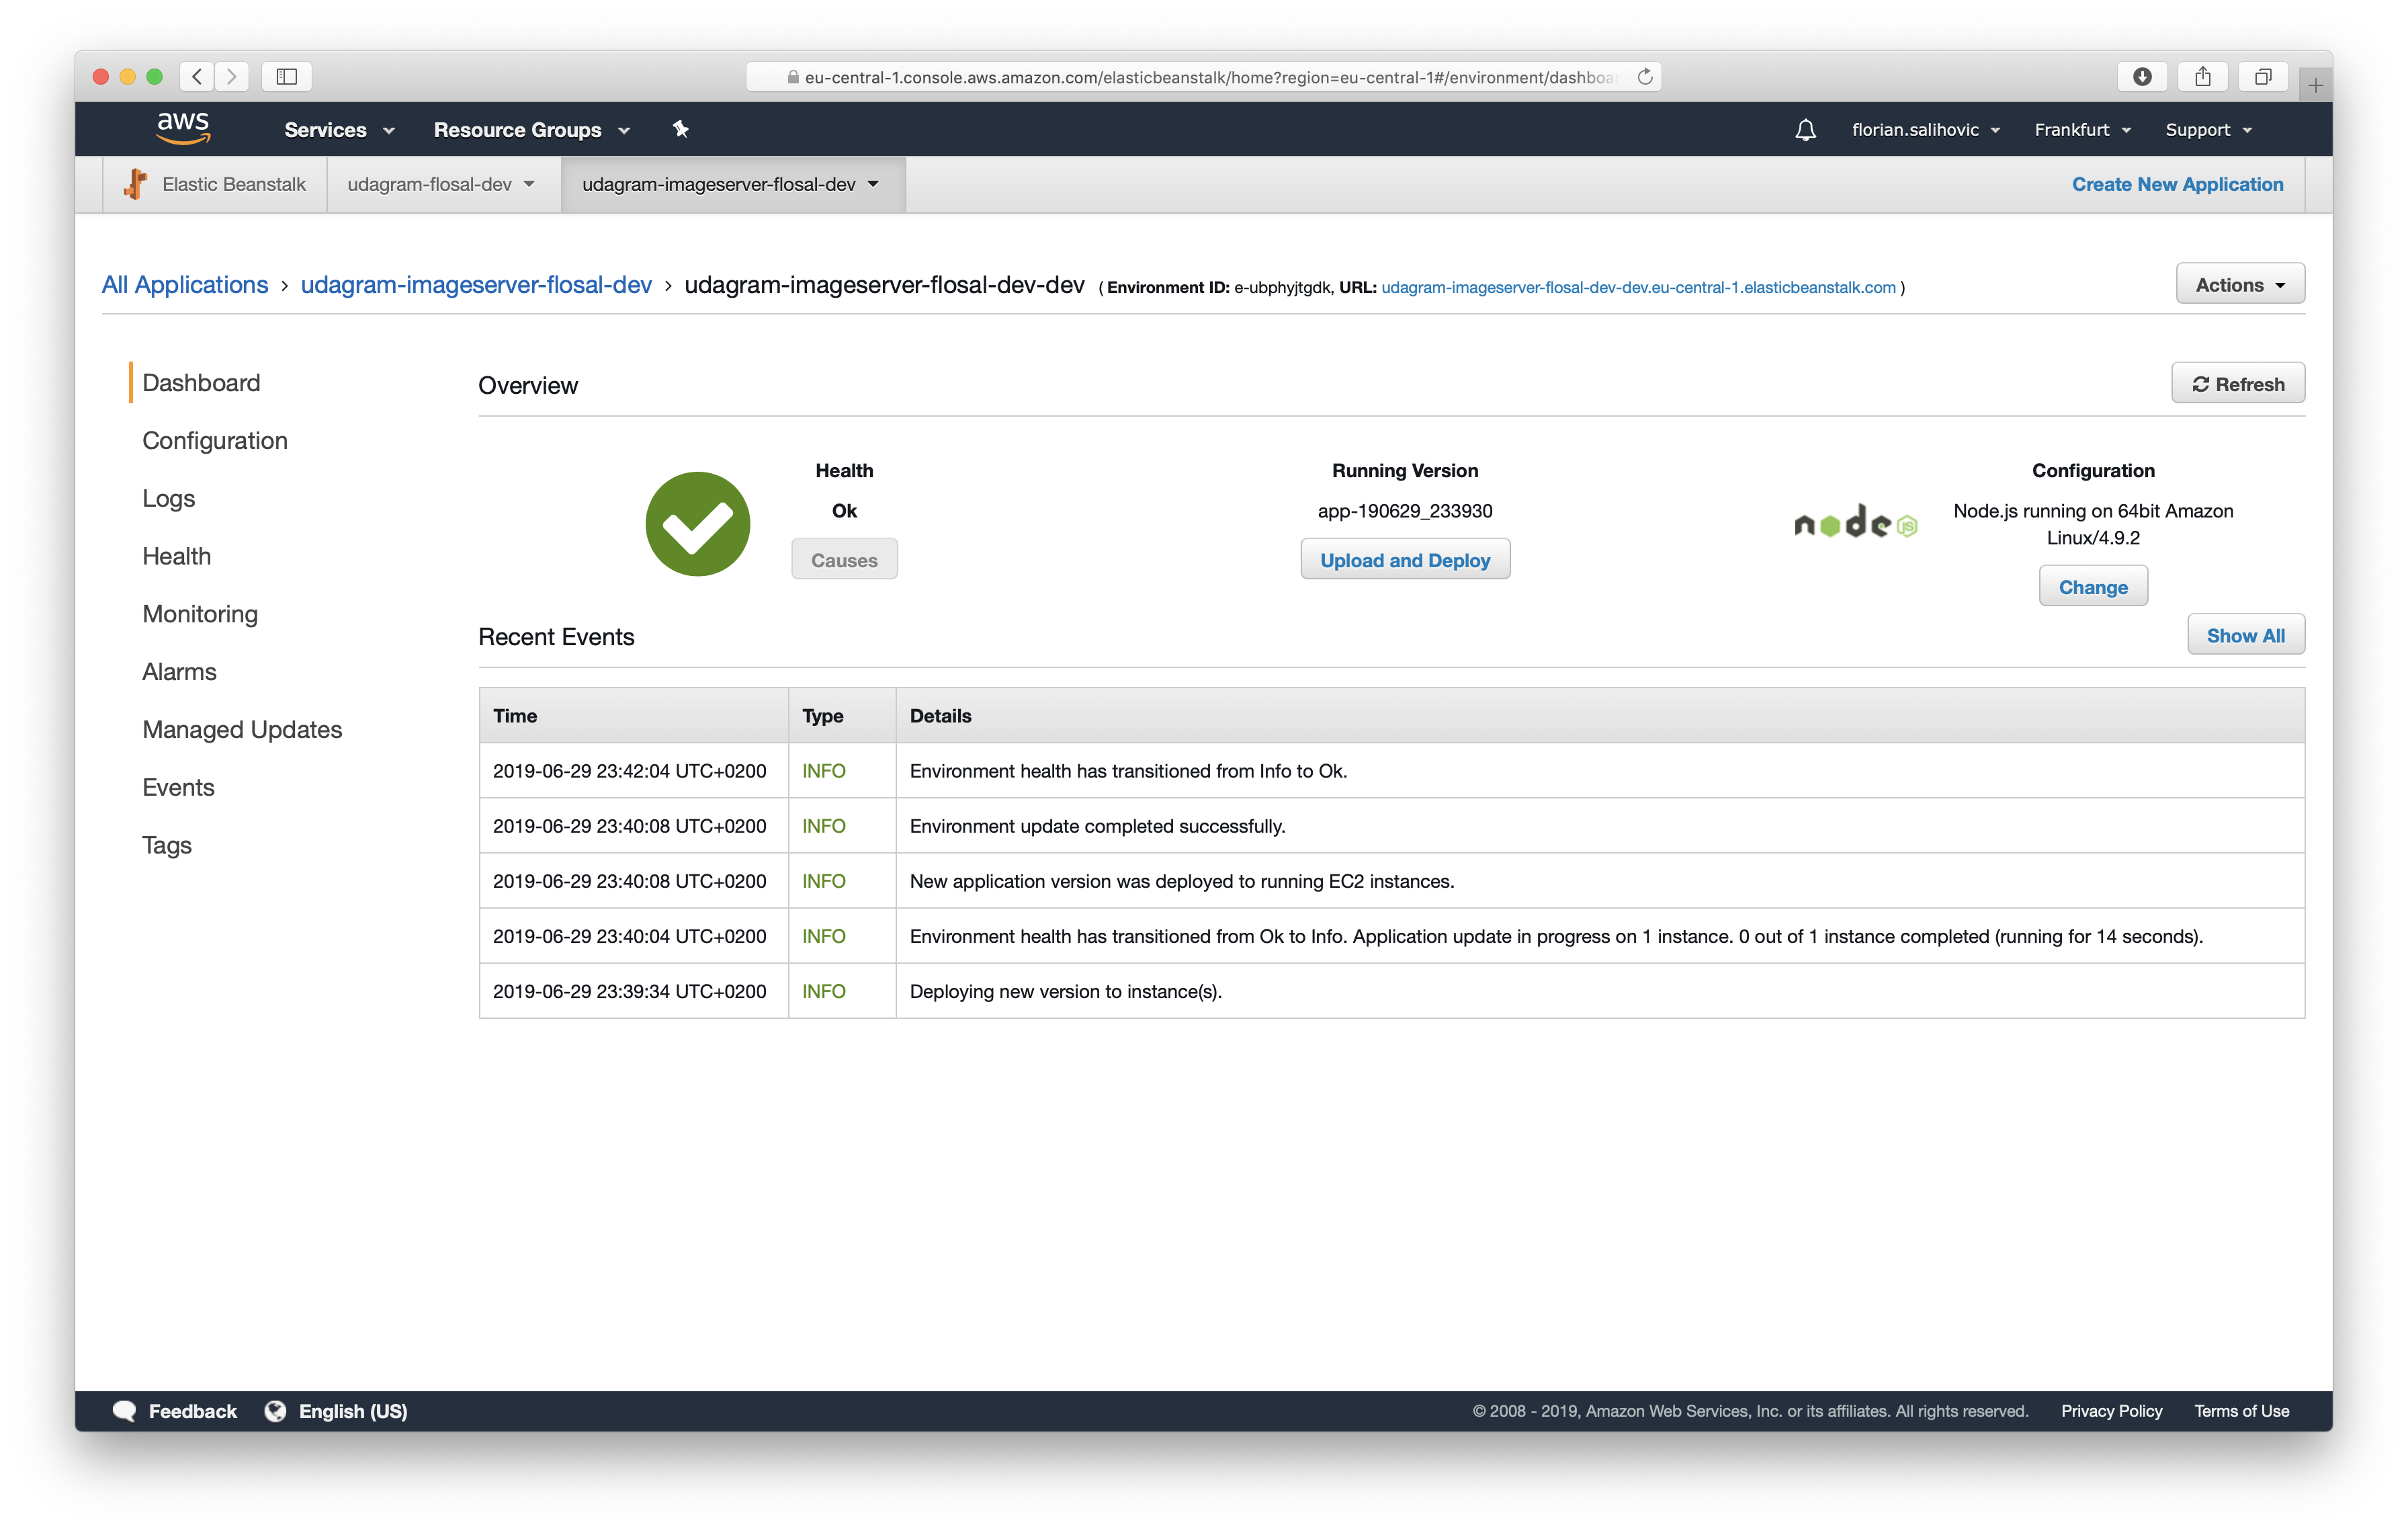 eu-central-1.console.aws.amazon.com/elasticbeanstalk/home?region=eu-central-1#/environment/dashboa
aws Services Resource Groups florian.salihovic Frankfurt Support
Elastic Beanstalk udagram-flosal-dev udagram-imageserver-flosal-dev Create New Application
All Applications › udagram-imageserver-flosal-dev › udagram-imageserver-flosal-dev-dev ( Environment ID: e-ubphyjtgdk, URL: udagram-imageserver-flosal-dev-dev.eu-central-1.elasticbeanstalk.com ) Actions
Dashboard
Configuration
Logs
Health
Monitoring
Alarms
Managed Updates
Events
Tags
Overview Refresh
Health
Ok
Causes
Running Version
app-190629_233930
Upload and Deploy
node JS
Configuration
Node.js running on 64bit Amazon
Linux/4.9.2
Change
Recent Events Show All
Time Type Details
2019-06-29 23:42:04 UTC+0200 INFO Environment health has transitioned from Info to Ok.
2019-06-29 23:40:08 UTC+0200 INFO Environment update completed successfully.
2019-06-29 23:40:08 UTC+0200 INFO New application version was deployed to running EC2 instances.
2019-06-29 23:40:04 UTC+0200 INFO Environment health has transitioned from Ok to Info. Application update in progress on 1 instance. 0 out of 1 instance completed (running for 14 seconds).
2019-06-29 23:39:34 UTC+0200 INFO Deploying new version to instance(s).
Feedback English (US) © 2008 - 2019, Amazon Web Services, Inc. or its affiliates. All rights reserved. Privacy Policy Terms of Use